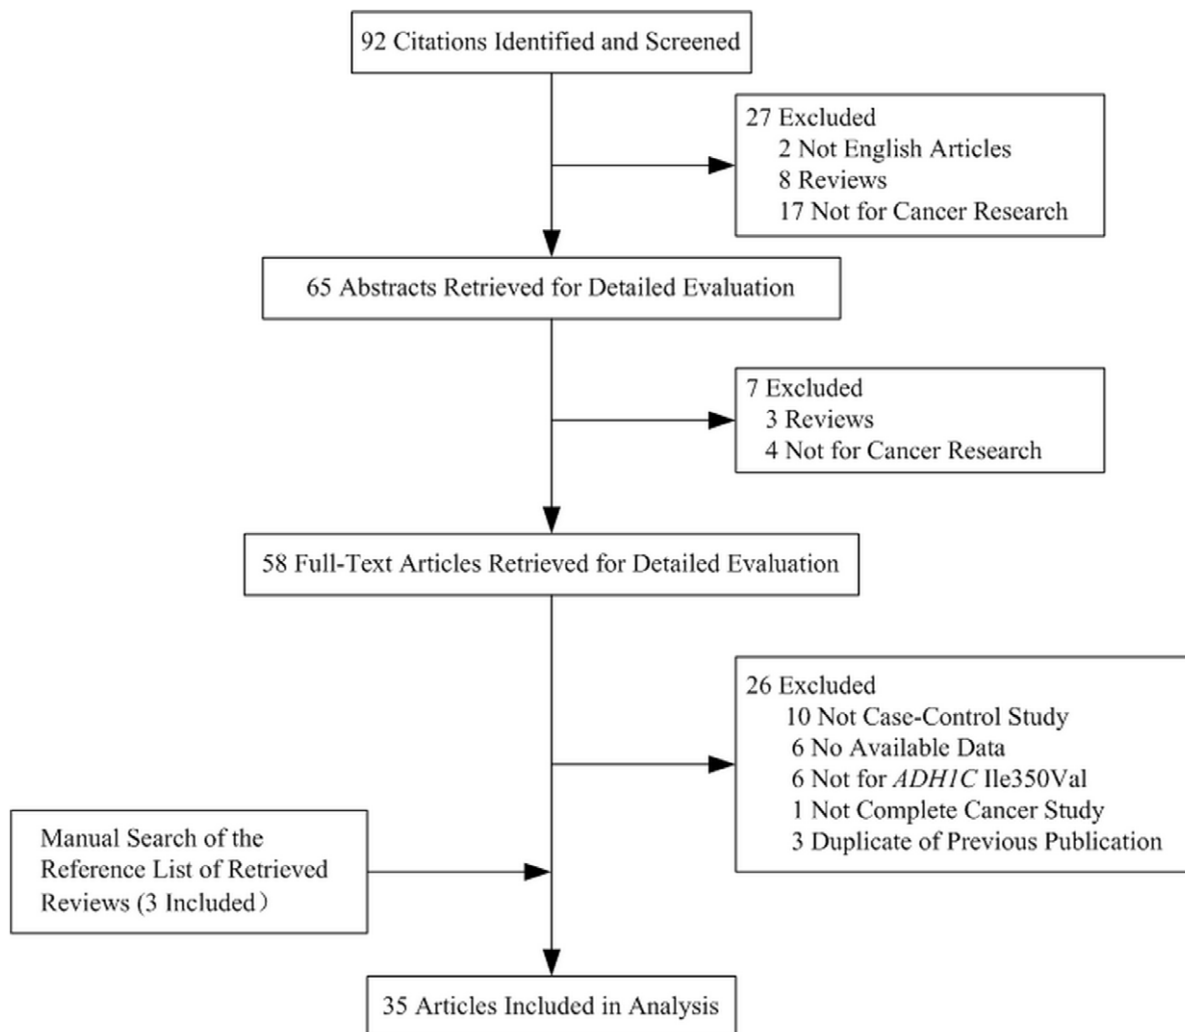 92 Citations Identified and Screened
27 Excluded
2 Not English Articles
8 Reviews
17 Not for Cancer Research
65 Abstracts Retrieved for Detailed Evaluation
7 Excluded
3 Reviews
4 Not for Cancer Research
58 Full-Text Articles Retrieved for Detailed Evaluation
26 Excluded
10 Not Case-Control Study
6 No Available Data
6 Not for ADH1C Ile350Val
1 Not Complete Cancer Study
3 Duplicate of Previous Publication
Manual Search of the
Reference List of Retrieved
Reviews (3 Included）
35 Articles Included in Analysis